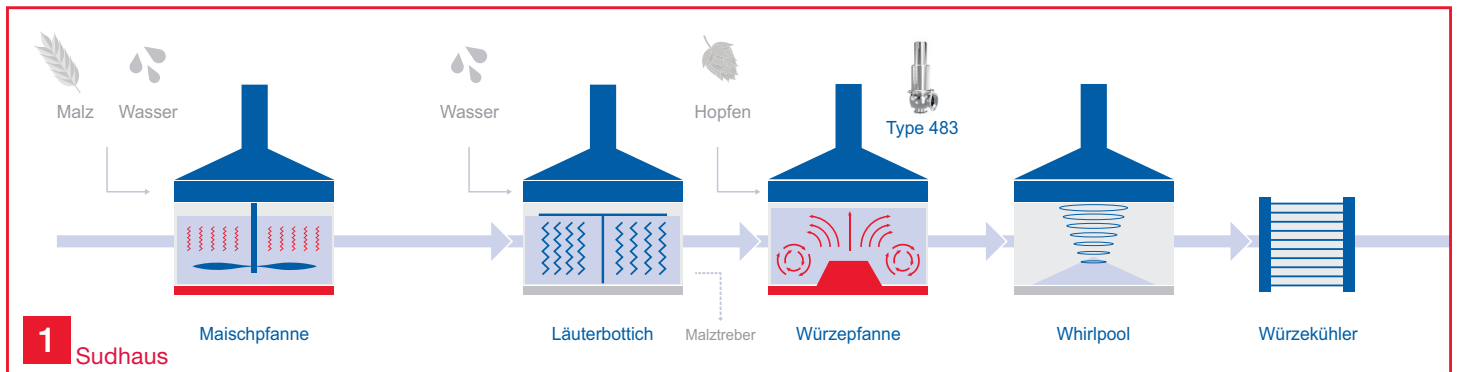 Malz
Wasser
Wasser
Hopfen
Type 483
Maischpfanne
Läuterbottich
Malztreber
Würzepfanne
Whirlpool
Würzekühler
1
Sudhaus